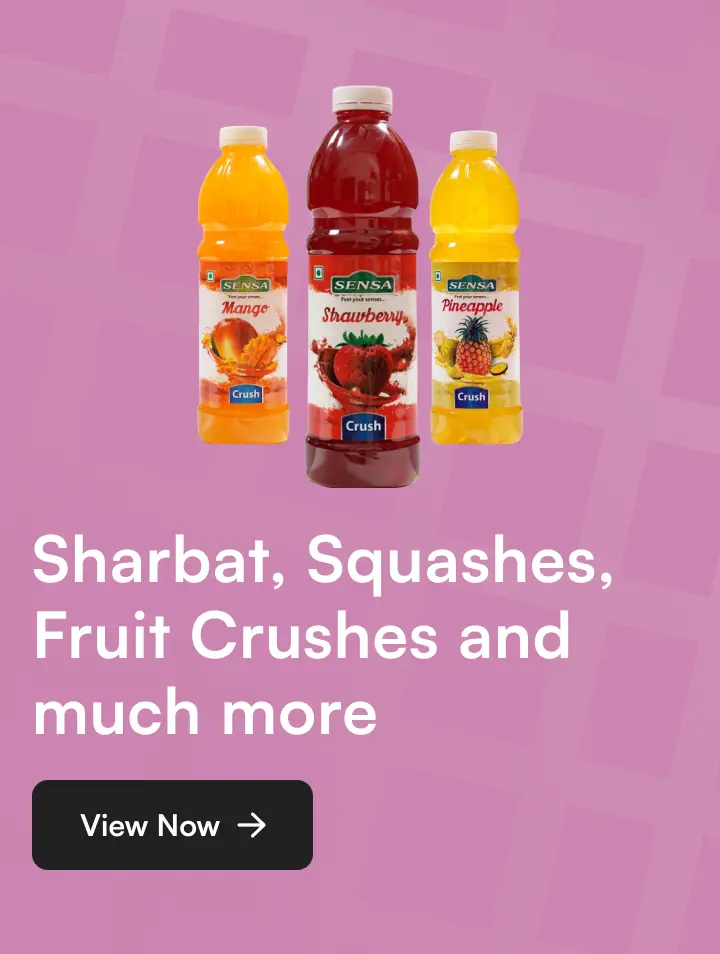 SENSA
Feel your senses...
Mango
Crush
SENSA
Feel your senses...
Strawberry
Crush
SENSA
Feel your senses...
Pineapple
Crush
Sharbat, Squashes,
Fruit Crushes and
much more
View Now